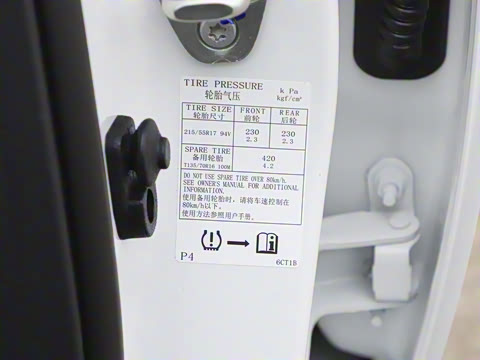 TIRE PRESSURE
轮胎气压
k Pa
kgf/cm²
TIRE SIZE
轮胎尺寸
FRONT
前轮
REAR
后轮
215/55R17 94V
230
2.3
230
2.3
SPARE TIRE
备用轮胎
T135/70R16 100M
420
4.2
DO NOT USE SPARE TIRE OVER 80km/h.
SEE OWNER'S MANUAL FOR ADDITIONAL
INFORMATION.
使用备用轮胎时，请将车速控制在
80km/h以下。
使用方法参照用户手册。
P4
6CT1B